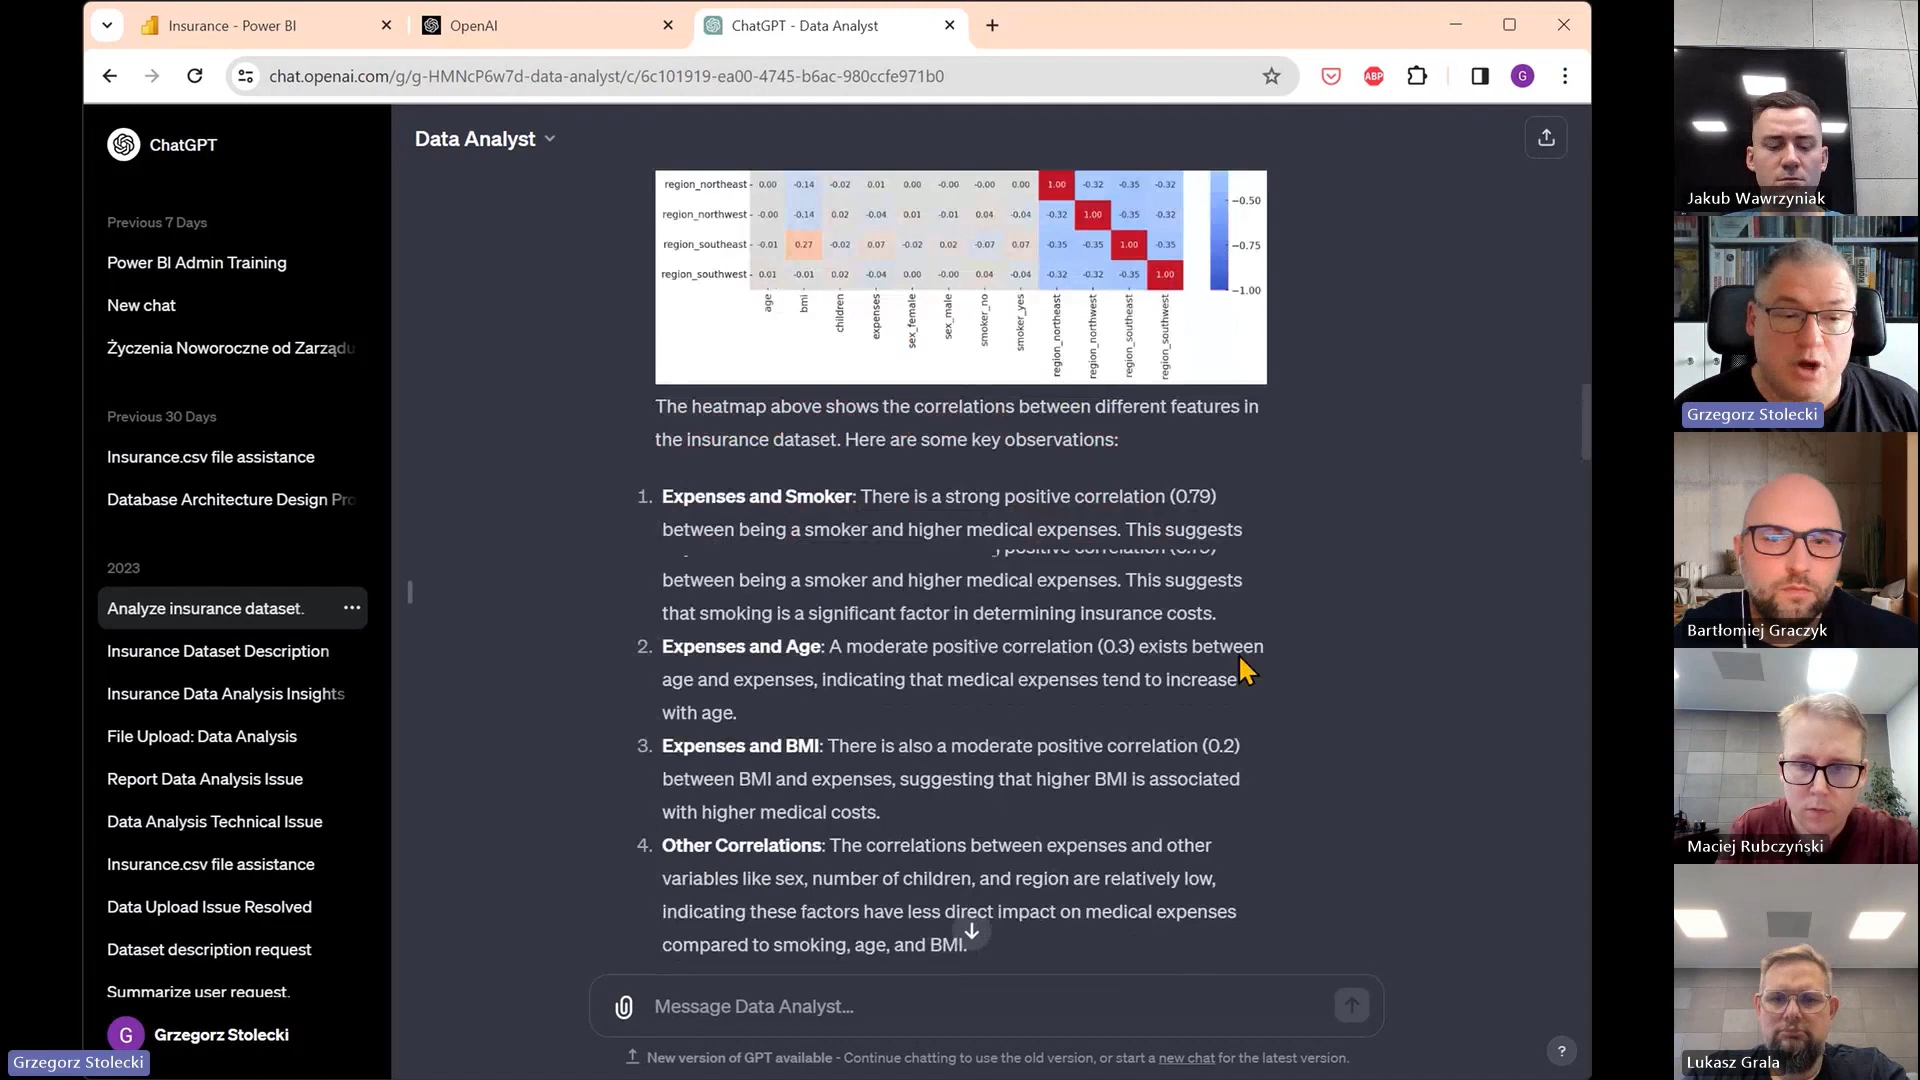 Insurance - Power BI
OpenAI
ChatGPT - Data Analyst
chat.openai.com/g/g-HMNcP6w7d-data-analyst/c/6c101919-ea00-4745-b6ac-980ccfe971b0
ABP
G
ChatGPT
Previous 7 Days
Power BI Admin Training
New chat
Życzenia Noworoczne od Zarządu
Previous 30 Days
Insurance.csv file assistance
Database Architecture Design Pro
2023
Analyze insurance dataset.
Insurance Dataset Description
Insurance Data Analysis Insights
File Upload: Data Analysis
Report Data Analysis Issue
Data Analysis Technical Issue
Insurance.csv file assistance
Data Upload Issue Resolved
Dataset description request
Summarize user request.
G Grzegorz Stolecki
Grzegorz Stolecki
Data Analyst
region_northeast - 0.00 -0.14 -0.02 0.01 0.00 -0.00 -0.00 0.00 1.00 -0.32 -0.35 -0.32
region_northwest - -0.00 -0.14 0.02 -0.04 0.01 -0.01 0.04 -0.04 -0.32 1.00 -0.35 -0.32
region_southeast - -0.01 0.27 -0.02 0.07 -0.02 0.02 -0.07 0.07 -0.35 -0.35 1.00 -0.35
region_southwest - 0.01 -0.01 0.02 -0.04 0.00 -0.00 0.04 -0.04 -0.32 -0.32 -0.35 1.00
age
bmi
children
expenses
sex_female
sex_male
smoker_no
smoker_yes
region_northeast
region_northwest
region_southeast
region_southwest
-0.50
-0.75
-1.00
The heatmap above shows the correlations between different features in
the insurance dataset. Here are some key observations:
1. Expenses and Smoker: There is a strong positive correlation (0.79)
between being a smoker and higher medical expenses. This suggests
positive correlation (0.79)
between being a smoker and higher medical expenses. This suggests
that smoking is a significant factor in determining insurance costs.
2. Expenses and Age: A moderate positive correlation (0.3) exists between
age and expenses, indicating that medical expenses tend to increase
with age.
3. Expenses and BMI: There is also a moderate positive correlation (0.2)
between BMI and expenses, suggesting that higher BMI is associated
with higher medical costs.
4. Other Correlations: The correlations between expenses and other
variables like sex, number of children, and region are relatively low,
indicating these factors have less direct impact on medical expenses
compared to smoking, age, and BMI.
Message Data Analyst...
New version of GPT available - Continue chatting to use the old version, or start a new chat for the latest version.
?
Jakub Wawrzyniak
Grzegorz Stolecki
Bartłomiej Graczyk
Maciej Rubczyński
Lukasz Grala